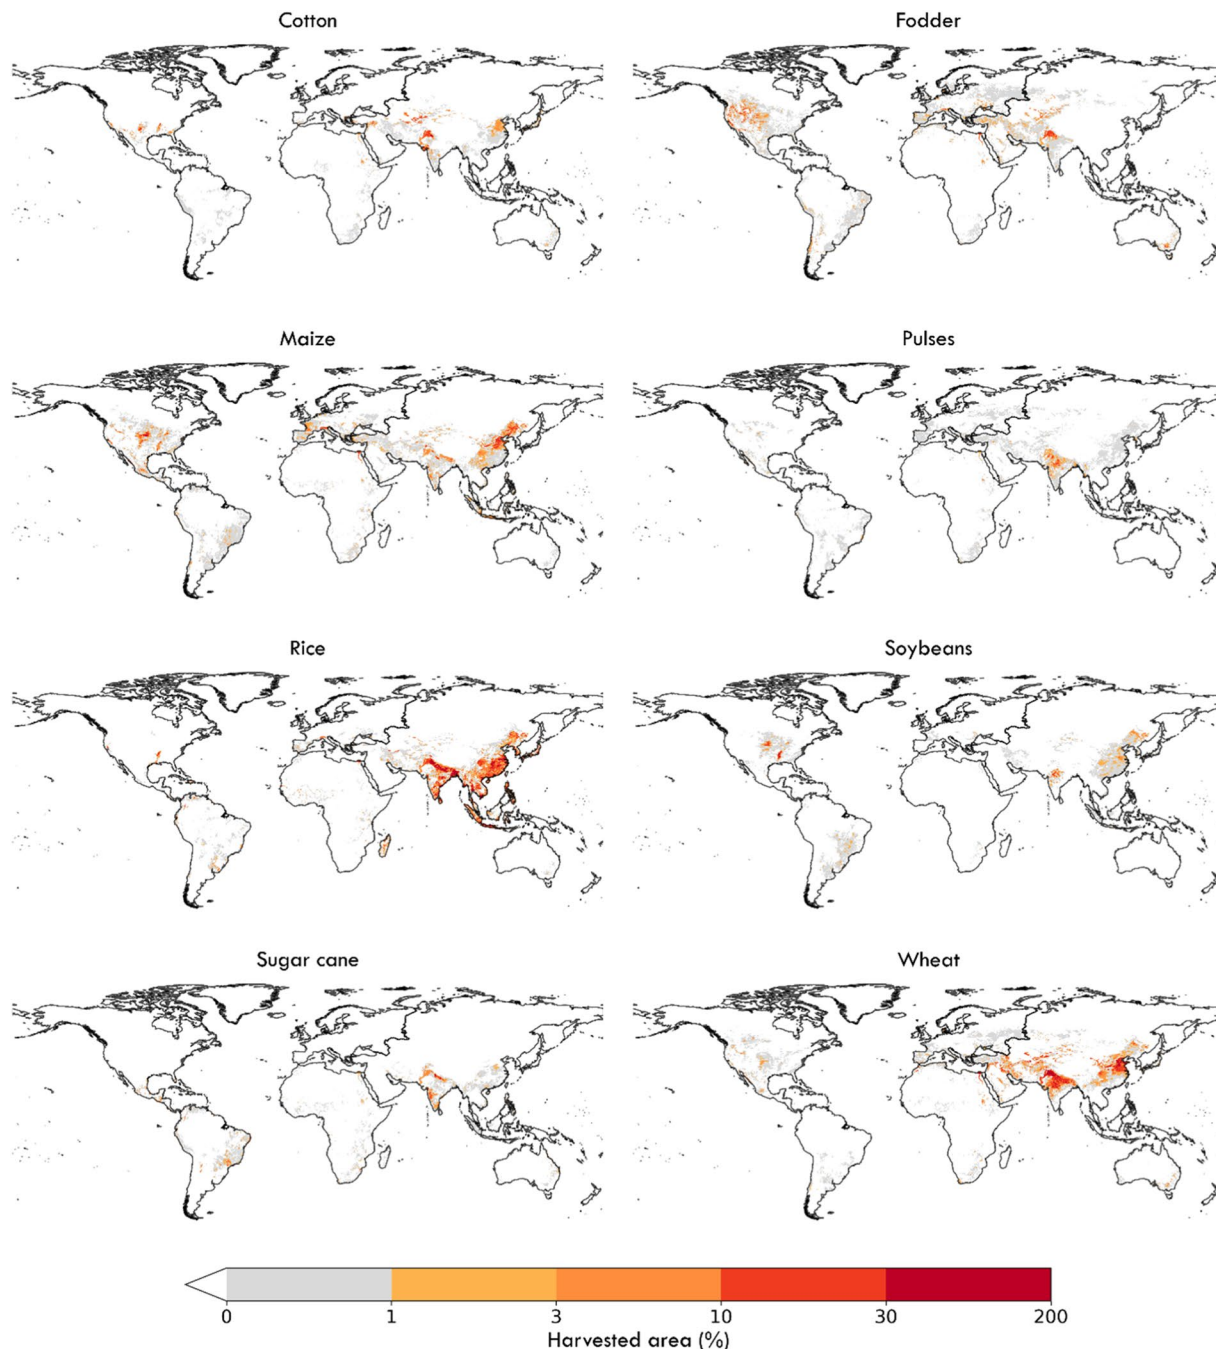 Cotton
Fodder
Maize
Pulses
Rice
Soybeans
Sugar cane
Wheat
0 1 3 10 30 200
Harvested area (%)